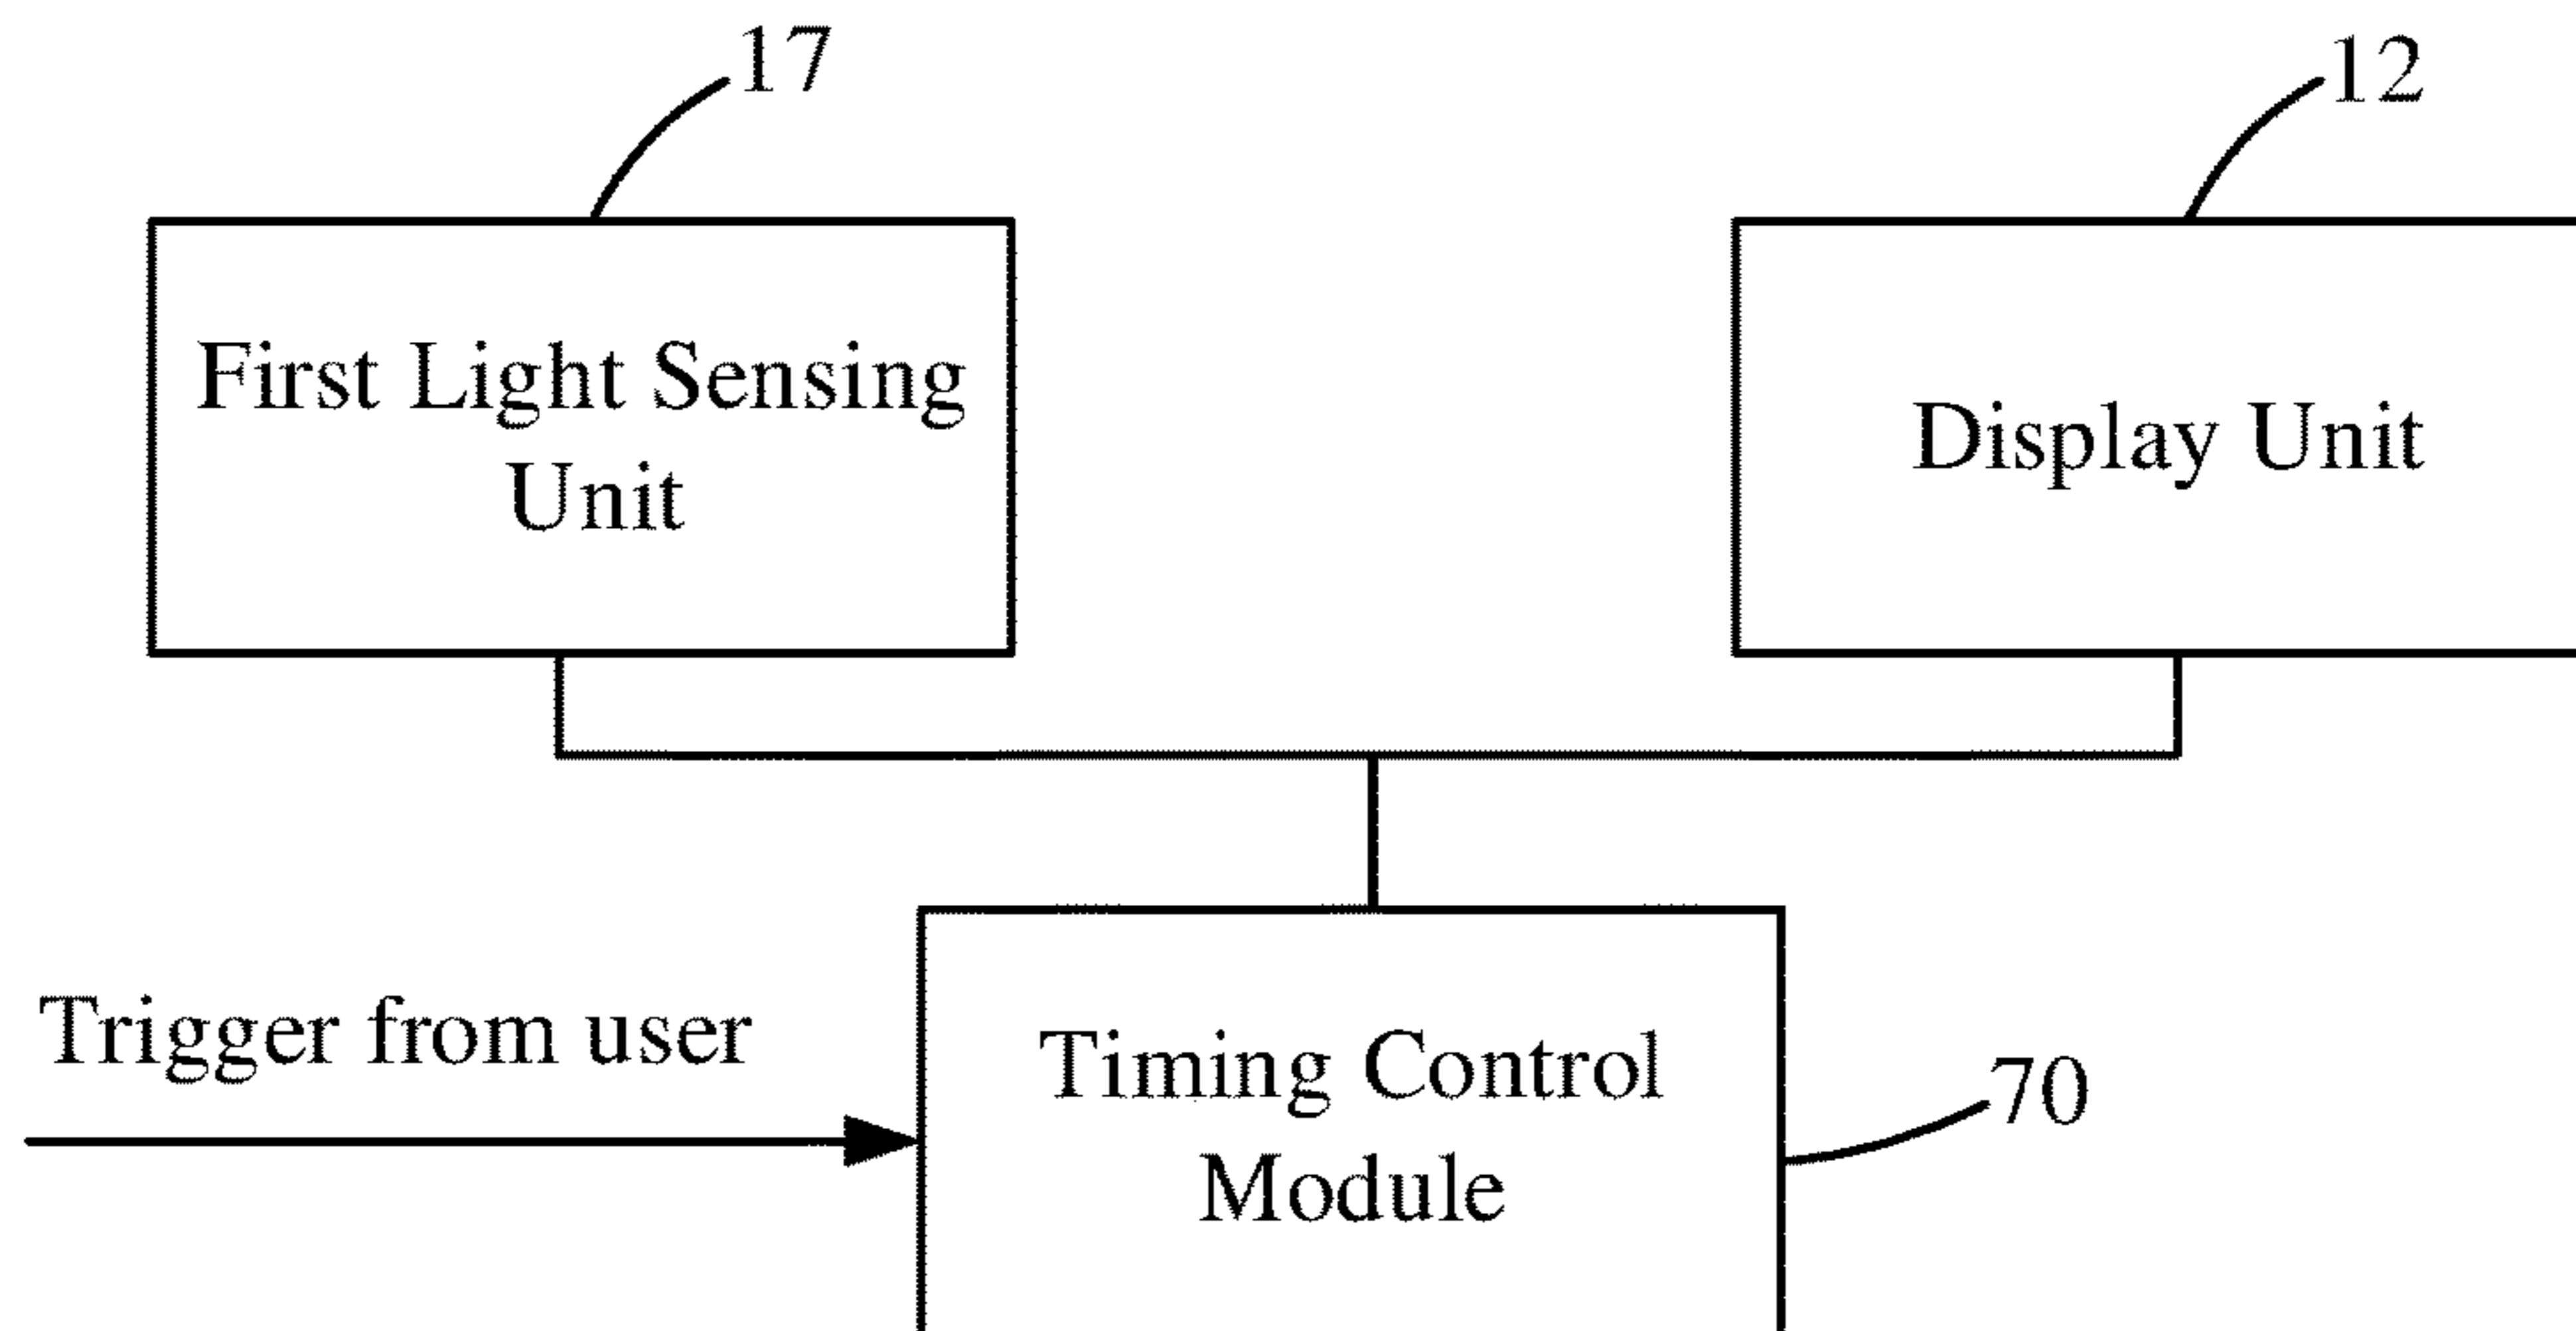 17
12
First Light Sensing
Unit
Display Unit
Trigger from user
Timing Control
Module
70